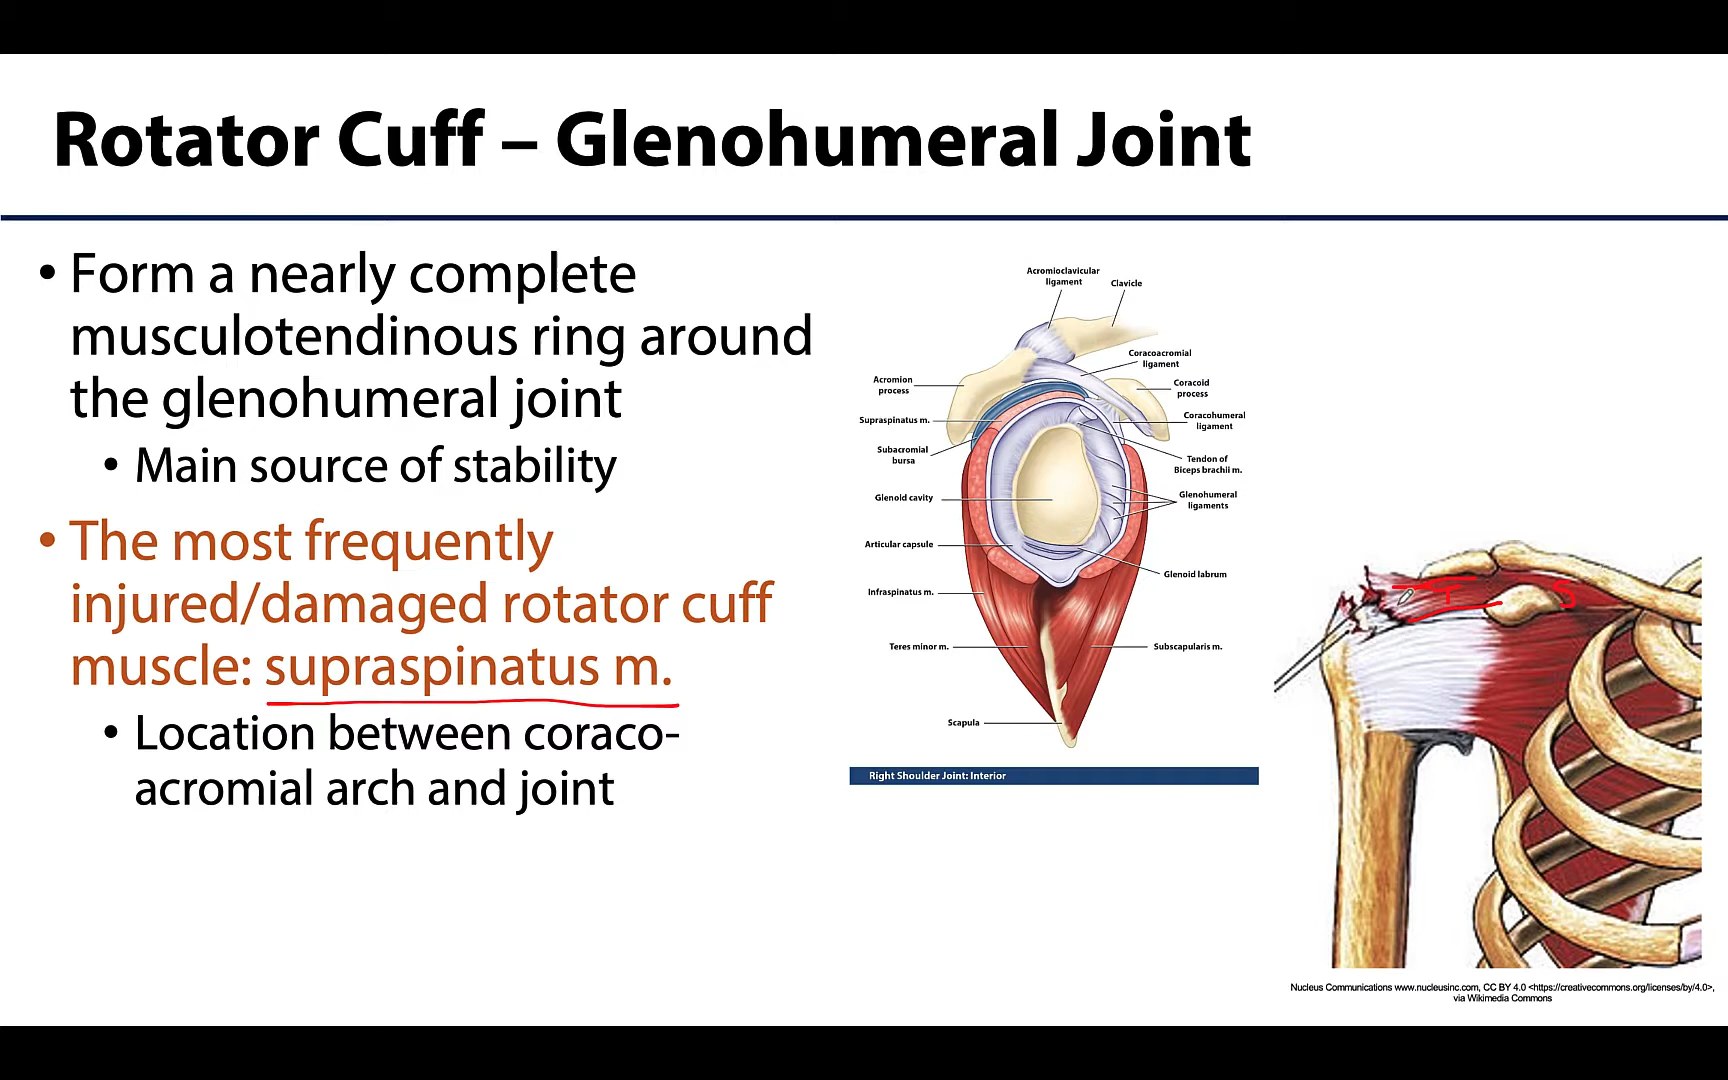 Rotator Cuff – Glenohumeral Joint
• Form a nearly complete
musculotendinous ring around
the glenohumeral joint
• Main source of stability
• The most frequently
injured/damaged rotator cuff
muscle: supraspinatus m.
• Location between coraco-
acromial arch and joint
Acromioclavicular
ligament
Clavicle
Coracoacromial
ligament
Acromion
process
Coracoid
process
Supraspinatus m.
Coracohumeral
ligament
Subacromial
bursa
Tendon of
Biceps brachii m.
Glenoid cavity
Glenohumeral
ligaments
Articular capsule
Glenoid labrum
Infraspinatus m.
Teres minor m.
Subscapularis m.
Scapula
Right Shoulder Joint: Interior
Nucleus Communications www.nucleusinc.com, CC BY 4.0 <https://creativecommons.org/licenses/by/4.0>,
via Wikimedia Commons